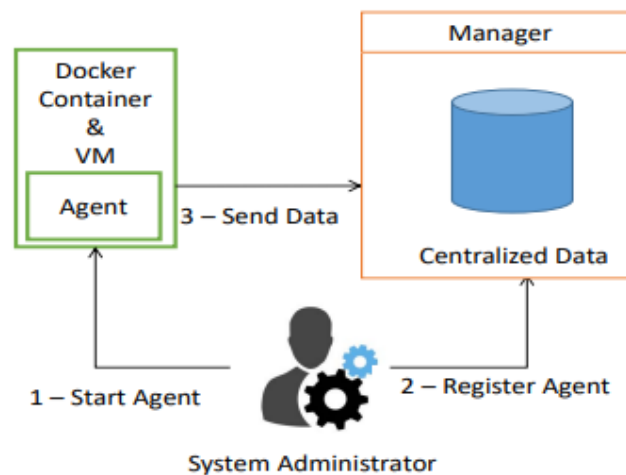 Docker
Container
&
VM
Agent
Manager
Centralized Data
3 – Send Data
1 – Start Agent
2 – Register Agent
System Administrator